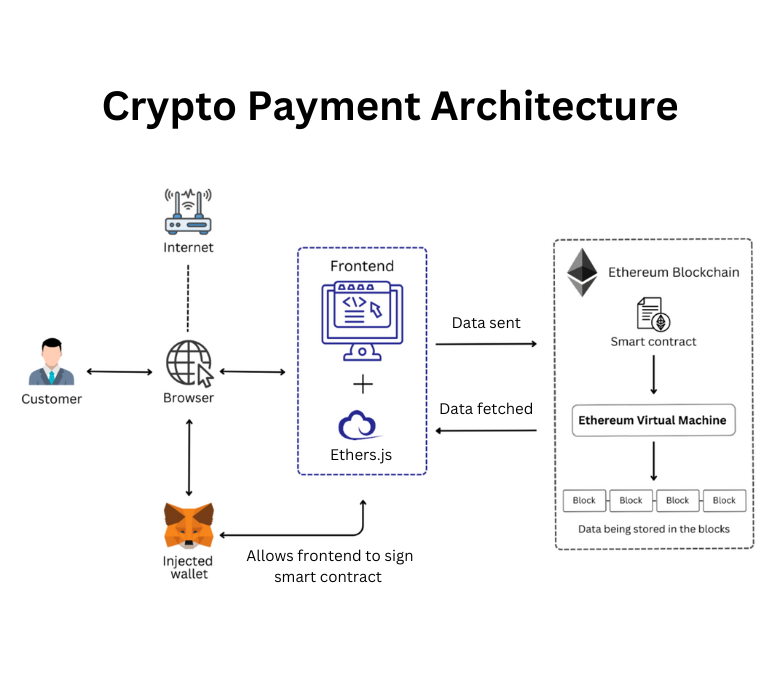 Crypto Payment Architecture
Internet
Customer
Browser
Injected
wallet
Frontend
</>
+
Ethers.js
Allows frontend to sign
smart contract
Data sent
Data fetched
Ethereum Blockchain
Smart contract
Ethereum Virtual Machine
Block Block Block Block
Data being stored in the blocks